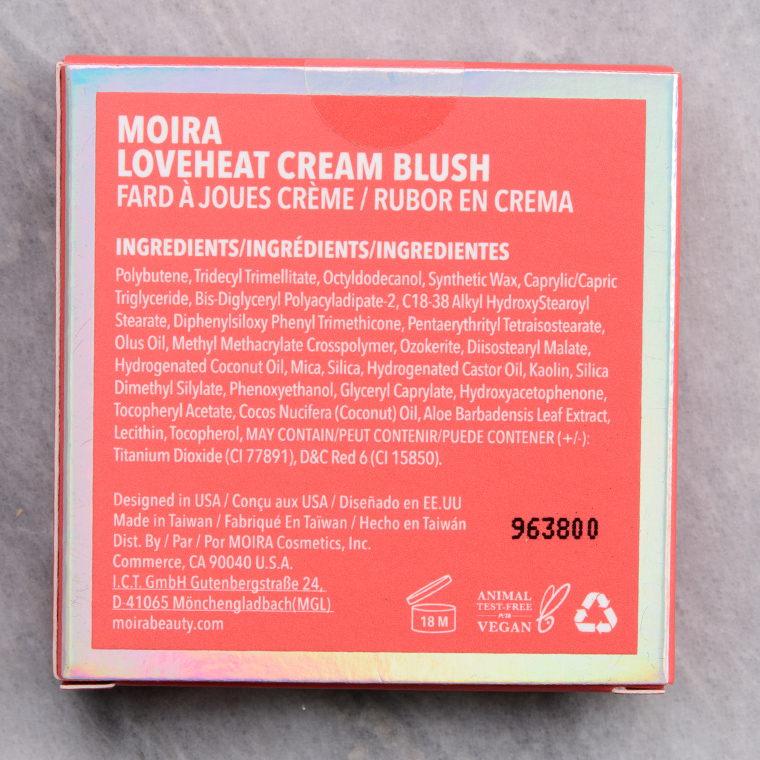 MOIRA
LOVEHEAT CREAM BLUSH
FARD À JOUES CRÈME / RUBOR EN CREMA
INGREDIENTS/INGRÉDIENTS/INGREDIENTES
Polybutene, Tridecyl Trimellitate, Octyldodecanol, Synthetic Wax, Caprylic/Capric
Triglyceride, Bis-Diglyceryl Polyacyladipate-2, C18-38 Alkyl HydroxyStearoyl
Stearate, Diphenylsiloxy Phenyl Trimethicone, Pentaerythrityl Tetraisostearate,
Olus Oil, Methyl Methacrylate Crosspolymer, Ozokerite, Diisostearyl Malate,
Hydrogenated Coconut Oil, Mica, Silica, Hydrogenated Castor Oil, Kaolin, Silica
Dimethyl Silylate, Phenoxyethanol, Glyceryl Caprylate, Hydroxyacetophenone,
Tocopheryl Acetate, Cocos Nucifera (Coconut) Oil, Aloe Barbadensis Leaf Extract,
Lecithin, Tocopherol, MAY CONTAIN/PEUT CONTENIR/PUEDE CONTENER (+/-):
Titanium Dioxide (CI 77891), D&C Red 6 (CI 15850).
Designed in USA / Conçu aux USA / Diseñado en EE.UU
Made in Taiwan / Fabriqué En Taïwan / Hecho en Taiwán
Dist. By / Par / Por MOIRA Cosmetics, Inc.
Commerce, CA 90040 U.S.A.
I.C.T. GmbH Gutenbergstraße 24,
D-41065 Mönchengladbach(MGL)
moirabeauty.com
963800
18 M
ANIMAL
TEST-FREE
PETA
VEGAN